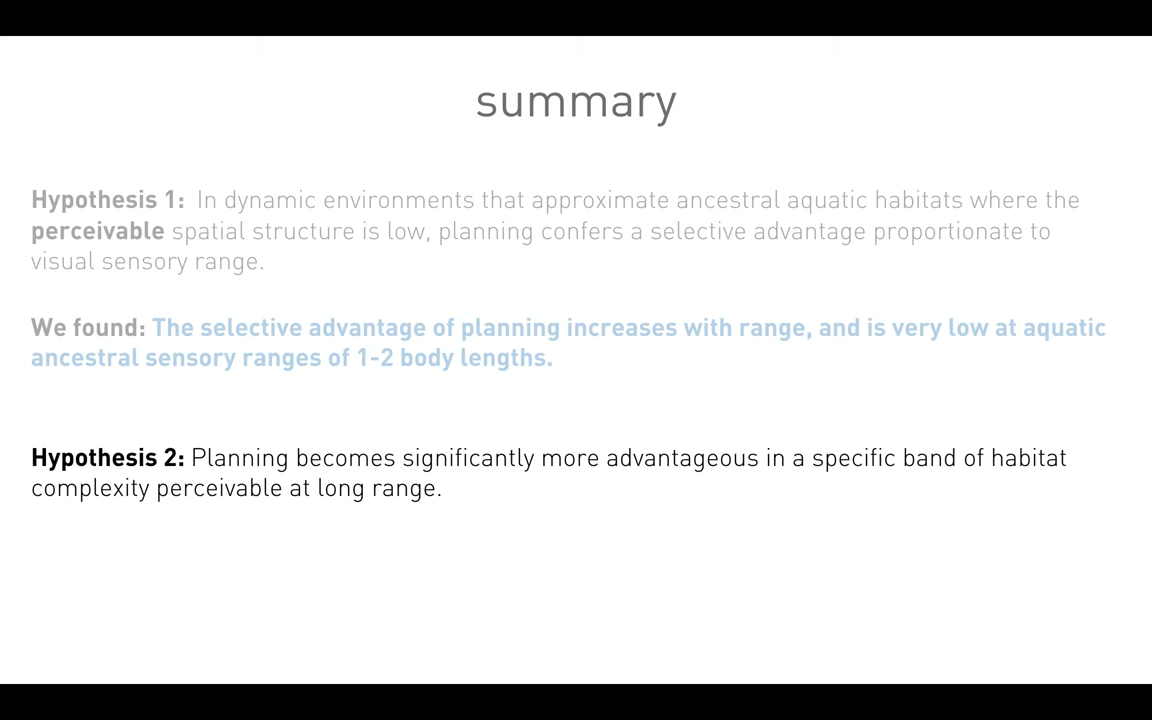 summary
Hypothesis 1: In dynamic environments that approximate ancestral aquatic habitats where the
perceivable spatial structure is low, planning confers a selective advantage proportionate to
visual sensory range.
We found: The selective advantage of planning increases with range, and is very low at aquatic
ancestral sensory ranges of 1-2 body lengths.
Hypothesis 2: Planning becomes significantly more advantageous in a specific band of habitat
complexity perceivable at long range.